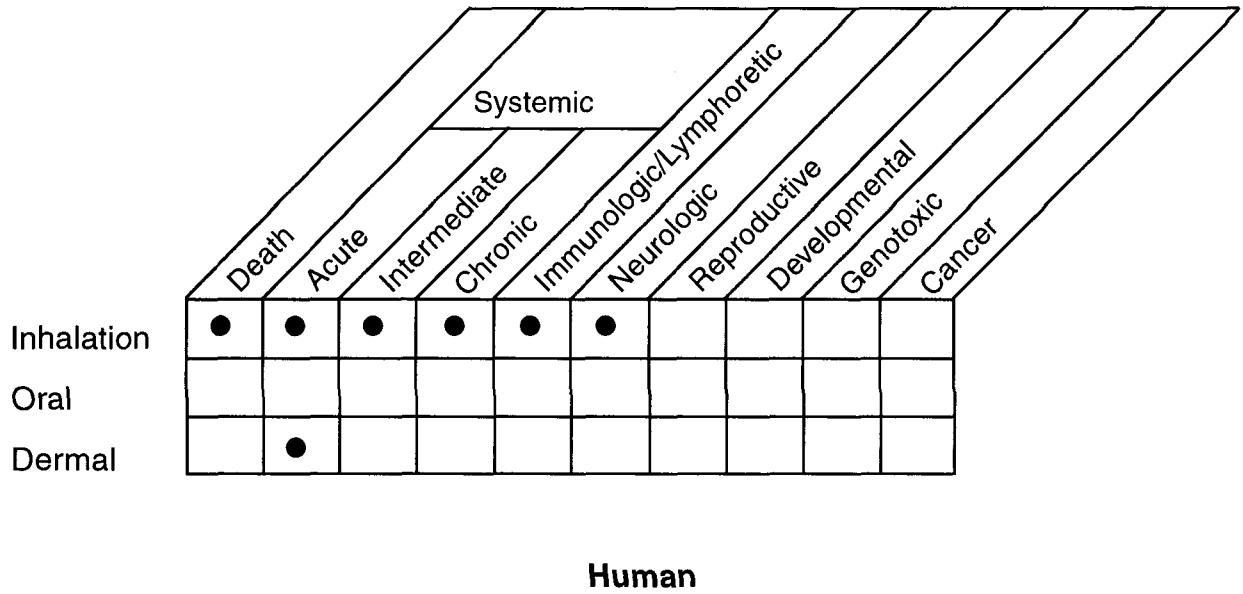 Systemic
Death
Acute
Intermediate
Chronic
Immunologic/Lymphoretic
Neurologic
Reproductive
Developmental
Genotoxic
Cancer
Inhalation
Oral
Dermal
Human